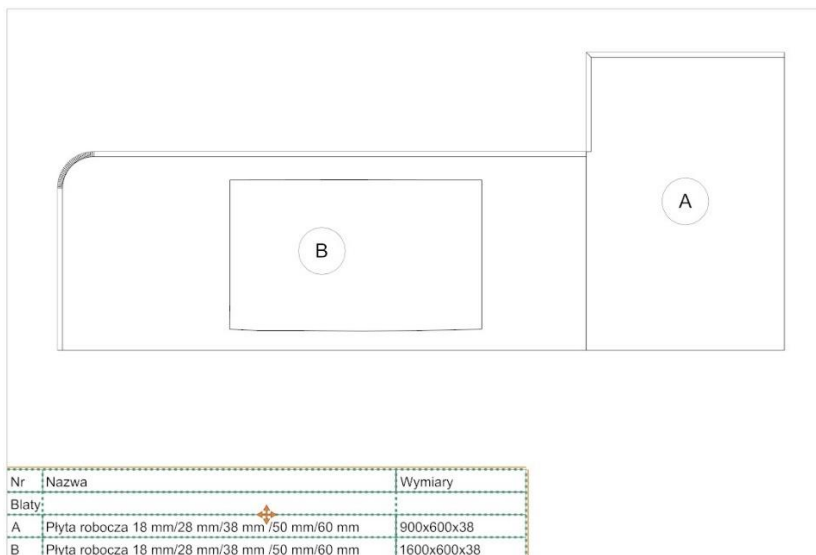 A
B
Nr Nazwa Wymiary
Blaty
A Płyta robocza 18 mm/28 mm/38 mm /50 mm/60 mm 900x600x38
B Płyta robocza 18 mm/28 mm/38 mm /50 mm/60 mm 1600x600x38